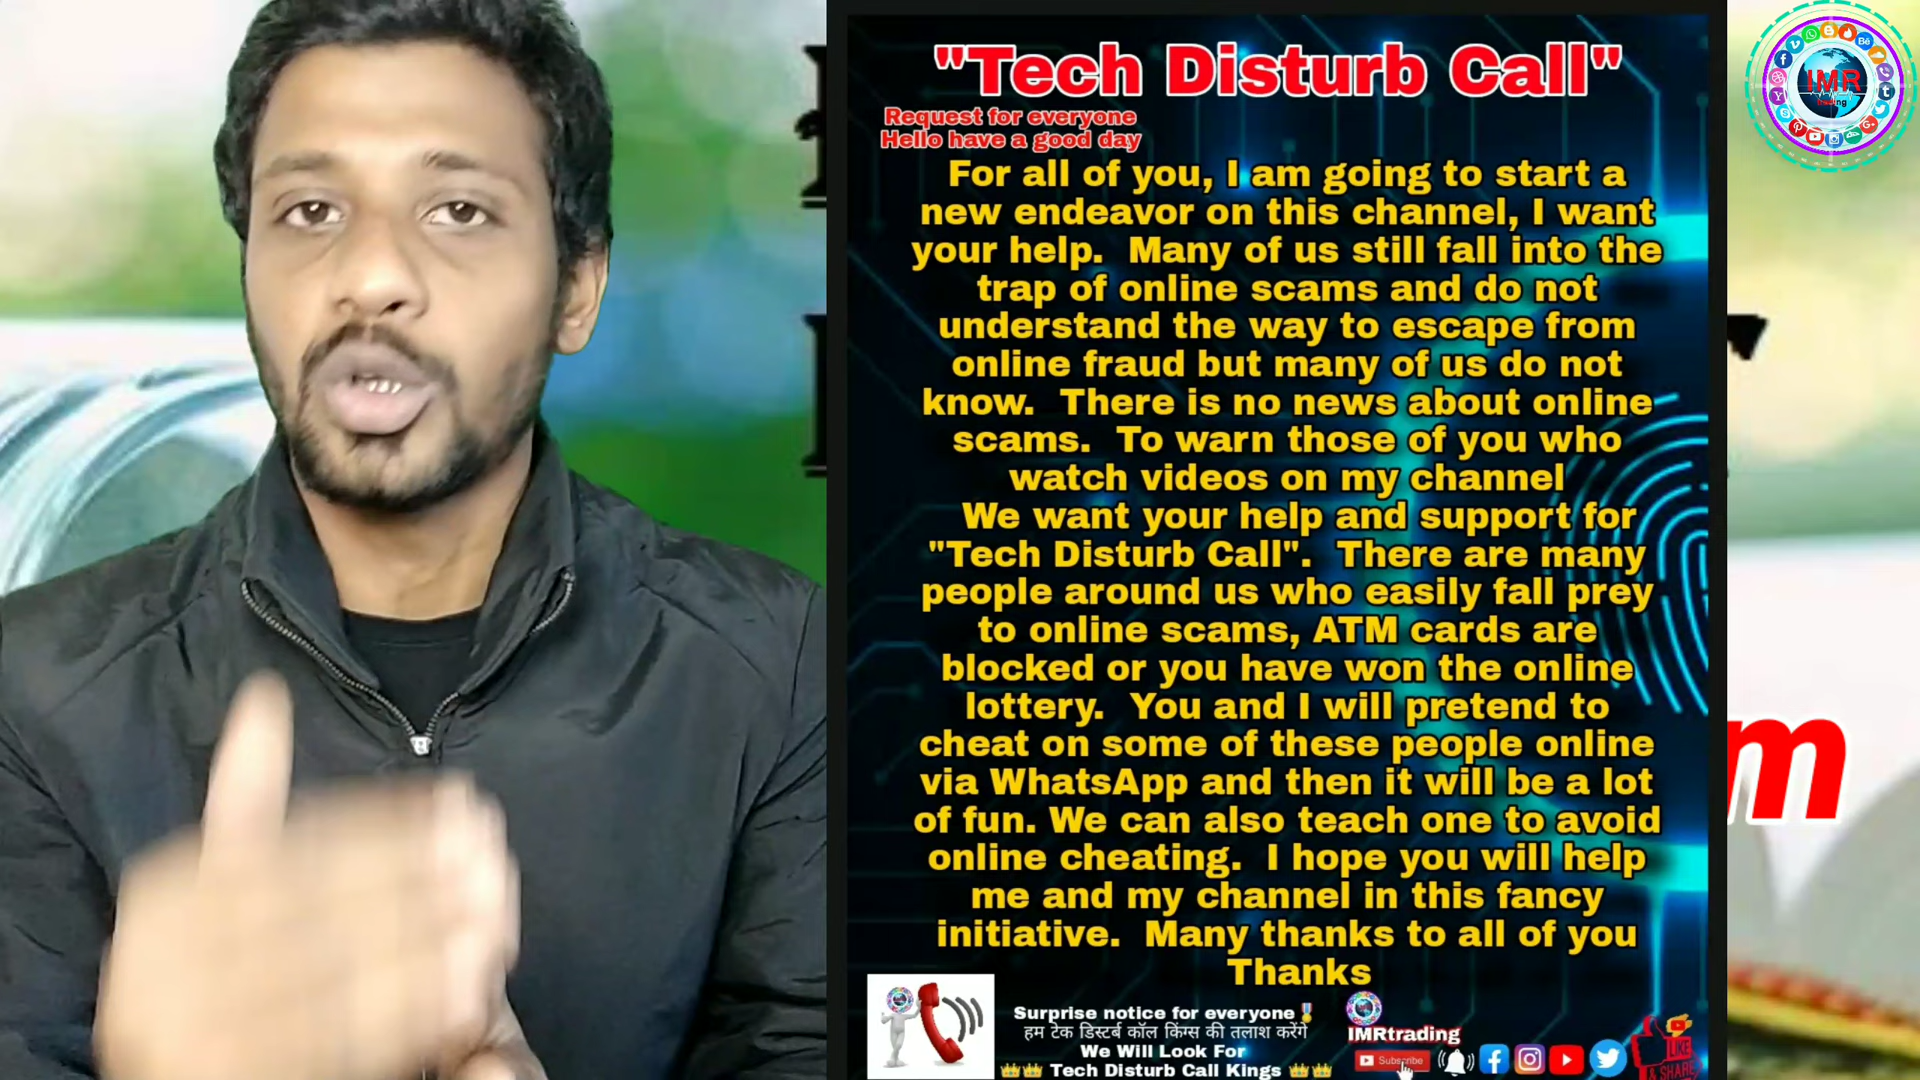 "Tech Disturb Call"
Request for everyone
Hello have a good day
For all of you, I am going to start a
new endeavor on this channel, I want
your help. Many of us still fall into the
trap of online scams and do not
understand the way to escape from
online fraud but many of us do not
know. There is no news about online
scams. To warn those of you who
watch videos on my channel
We want your help and support for
"Tech Disturb Call". There are many
people around us who easily fall prey
to online scams, ATM cards are
blocked or you have won the online
lottery. You and I will pretend to
cheat on some of these people online
via WhatsApp and then it will be a lot
of fun. We can also teach one to avoid
online cheating. I hope you will help
me and my channel in this fancy
initiative. Many thanks to all of you
Thanks
Surprise notice for everyone
हम टेक डिस्टर्ब कॉल किंग्स की तलाश करेंगे
We Will Look For
Tech Disturb Call Kings
IMRtrading
Subscribe
LIKE
& SHARE
IMR
m